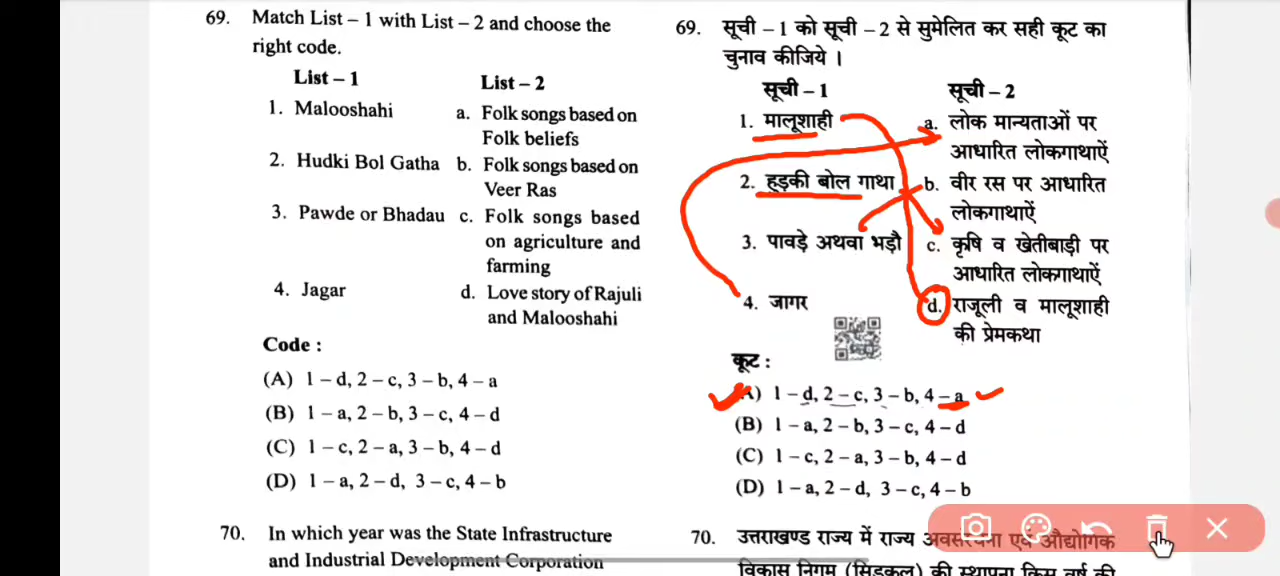 69. Match List – 1 with List – 2 and choose the
right code.
List – 1 List – 2
1. Malooshahi a. Folk songs based on
Folk beliefs
2. Hudki Bol Gatha b. Folk songs based on
Veer Ras
3. Pawde or Bhadau c. Folk songs based
on agriculture and
farming
4. Jagar d. Love story of Rajuli
and Malooshahi
Code :
(A) 1 – d, 2 – c, 3 – b, 4 – a
(B) 1 – a, 2 – b, 3 – c, 4 – d
(C) 1 – c, 2 – a, 3 – b, 4 – d
(D) 1 – a, 2 – d, 3 – c, 4 – b
70. In which year was the State Infrastructure
and Industrial Development Corporation
69. सूची – 1 को सूची – 2 से सुमेलित कर सही कूट का
चुनाव कीजिये ।
सूची – 1 सूची – 2
1. मालूशाही a. लोक मान्यताओं पर
आधारित लोकगाथाऐं
2. हुड़की बोल गाथा b. वीर रस पर आधारित
लोकगाथाऐं
3. पावड़े अथवा भड़ौ c. कृषि व खेतीबाड़ी पर
आधारित लोकगाथाऐं
4. जागर d. राजूली व मालूशाही
की प्रेमकथा
कूट :
(A) 1 – d, 2 – c, 3 – b, 4 – a
(B) 1 – a, 2 – b, 3 – c, 4 – d
(C) 1 – c, 2 – a, 3 – b, 4 – d
(D) 1 – a, 2 – d, 3 – c, 4 – b
70. उत्तराखण्ड राज्य में राज्य अवसंरचना एवं औद्योगिक
विकास निगम (सिडकुल) की स्थापना किस वर्ष की